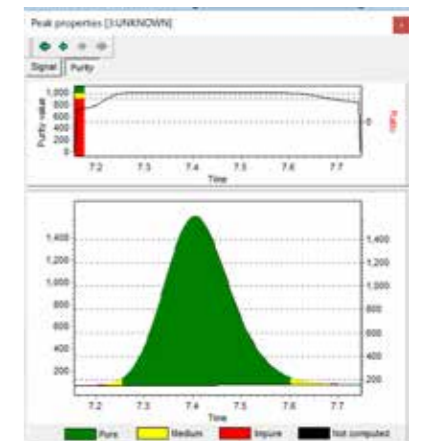 Peak properties [3:UNKNOWN]
Signal Purity
Purity value
1,000
800
600
400
200
0
0
Ratio
7.2 7.3 7.4 7.5 7.6 7.7
Time
1,400 1,400
1,200 1,200
1,000 1,000
800 800
600 600
400 400
200 200
7.2 7.3 7.4 7.5 7.6 7.7
Time
Pure Medium Impure Not computed